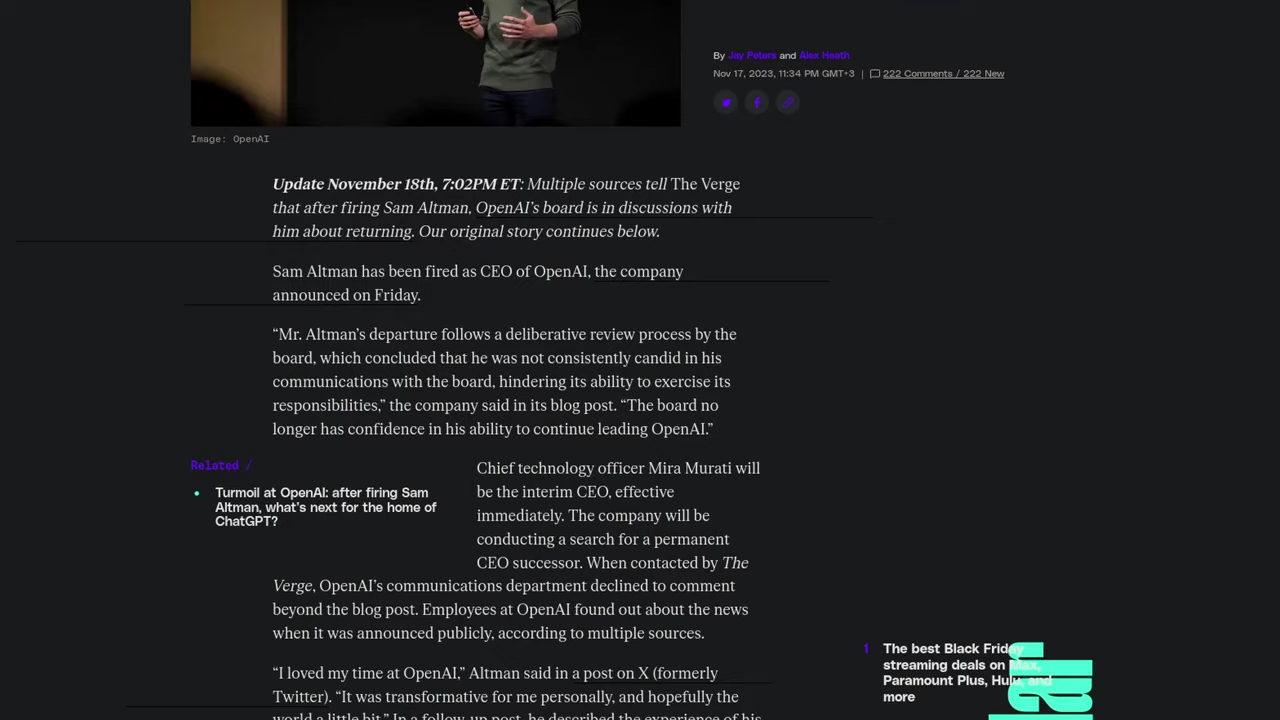 By Jay Peters and Alex Heath
Nov 17, 2023, 11:34 PM GMT+3 | 222 Comments / 222 New
Image: OpenAI
Update November 18th, 7:02PM ET: Multiple sources tell The Verge
that after firing Sam Altman, OpenAI’s board is in discussions with
him about returning. Our original story continues below.
Sam Altman has been fired as CEO of OpenAI, the company
announced on Friday.
“Mr. Altman’s departure follows a deliberative review process by the
board, which concluded that he was not consistently candid in his
communications with the board, hindering its ability to exercise its
responsibilities,” the company said in its blog post. “The board no
longer has confidence in his ability to continue leading OpenAI.”
Related /
Turmoil at OpenAI: after firing Sam
Altman, what’s next for the home of
ChatGPT?
Chief technology officer Mira Murati will
be the interim CEO, effective
immediately. The company will be
conducting a search for a permanent
CEO successor. When contacted by The
Verge, OpenAI’s communications department declined to comment
beyond the blog post. Employees at OpenAI found out about the news
when it was announced publicly, according to multiple sources.
“I loved my time at OpenAI,” Altman said in a post on X (formerly
Twitter). “It was transformative for me personally, and hopefully the
world a little bit.” In a follow-up post, he described the experience of his
1 The best Black Friday
streaming deals on Max,
Paramount Plus, Hulu, and
more